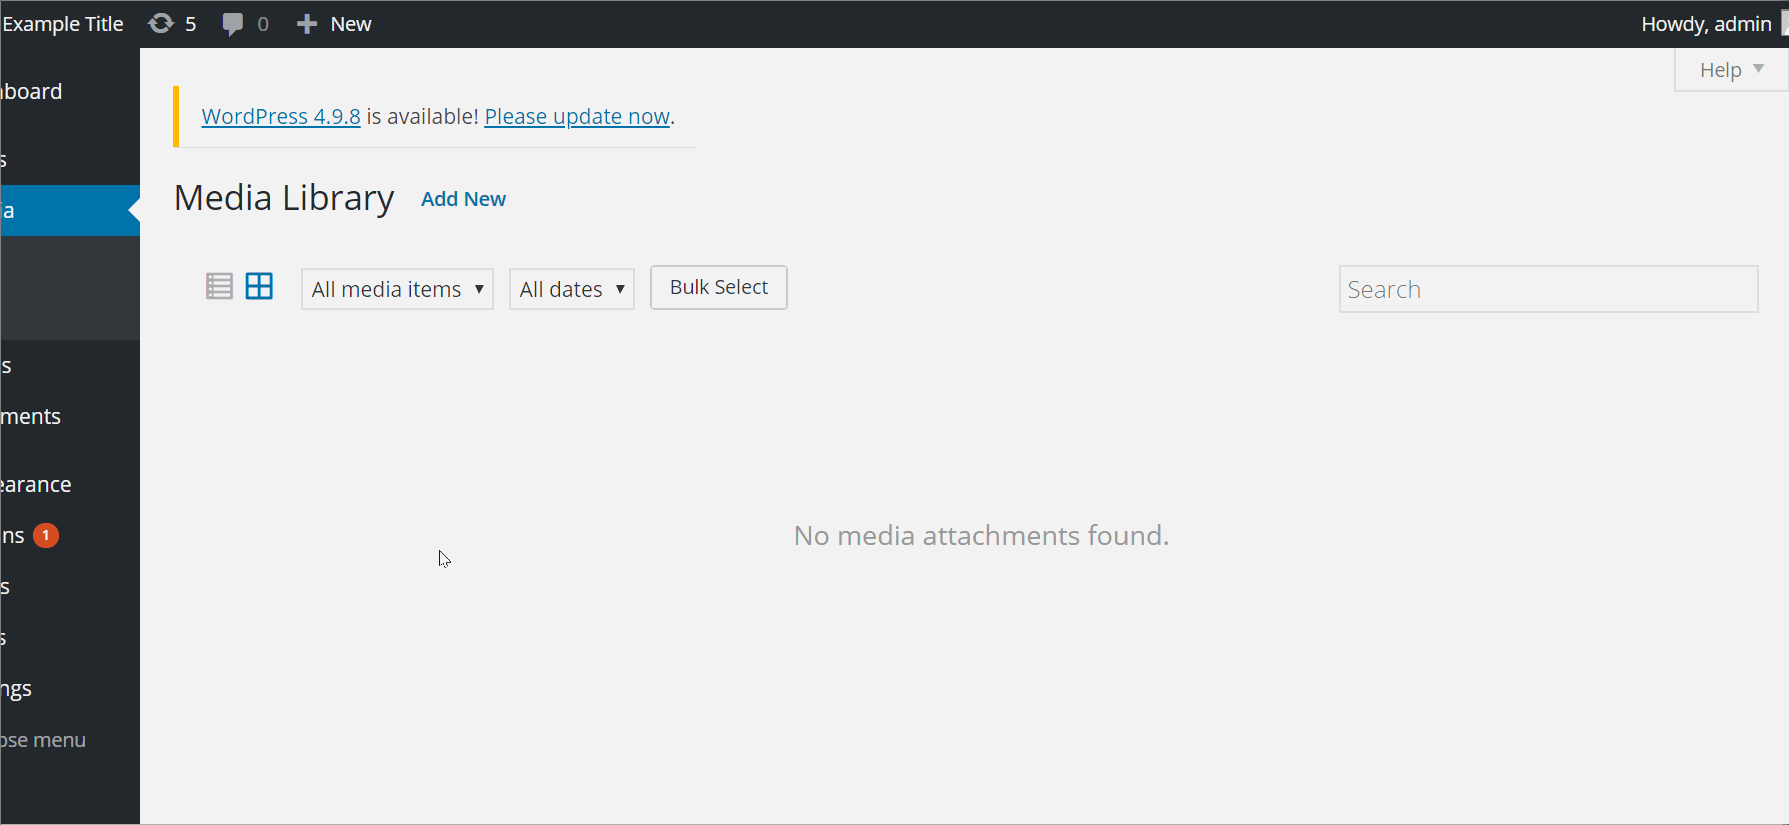 Example Title 5 0 New Howdy, admin
Help
WordPress 4.9.8 is available! Please update now.
Media Library Add New
All media items All dates Bulk Select Search
No media attachments found.
board
s
ia
s
ments
earance
ns 1
s
s
ngs
ose menu